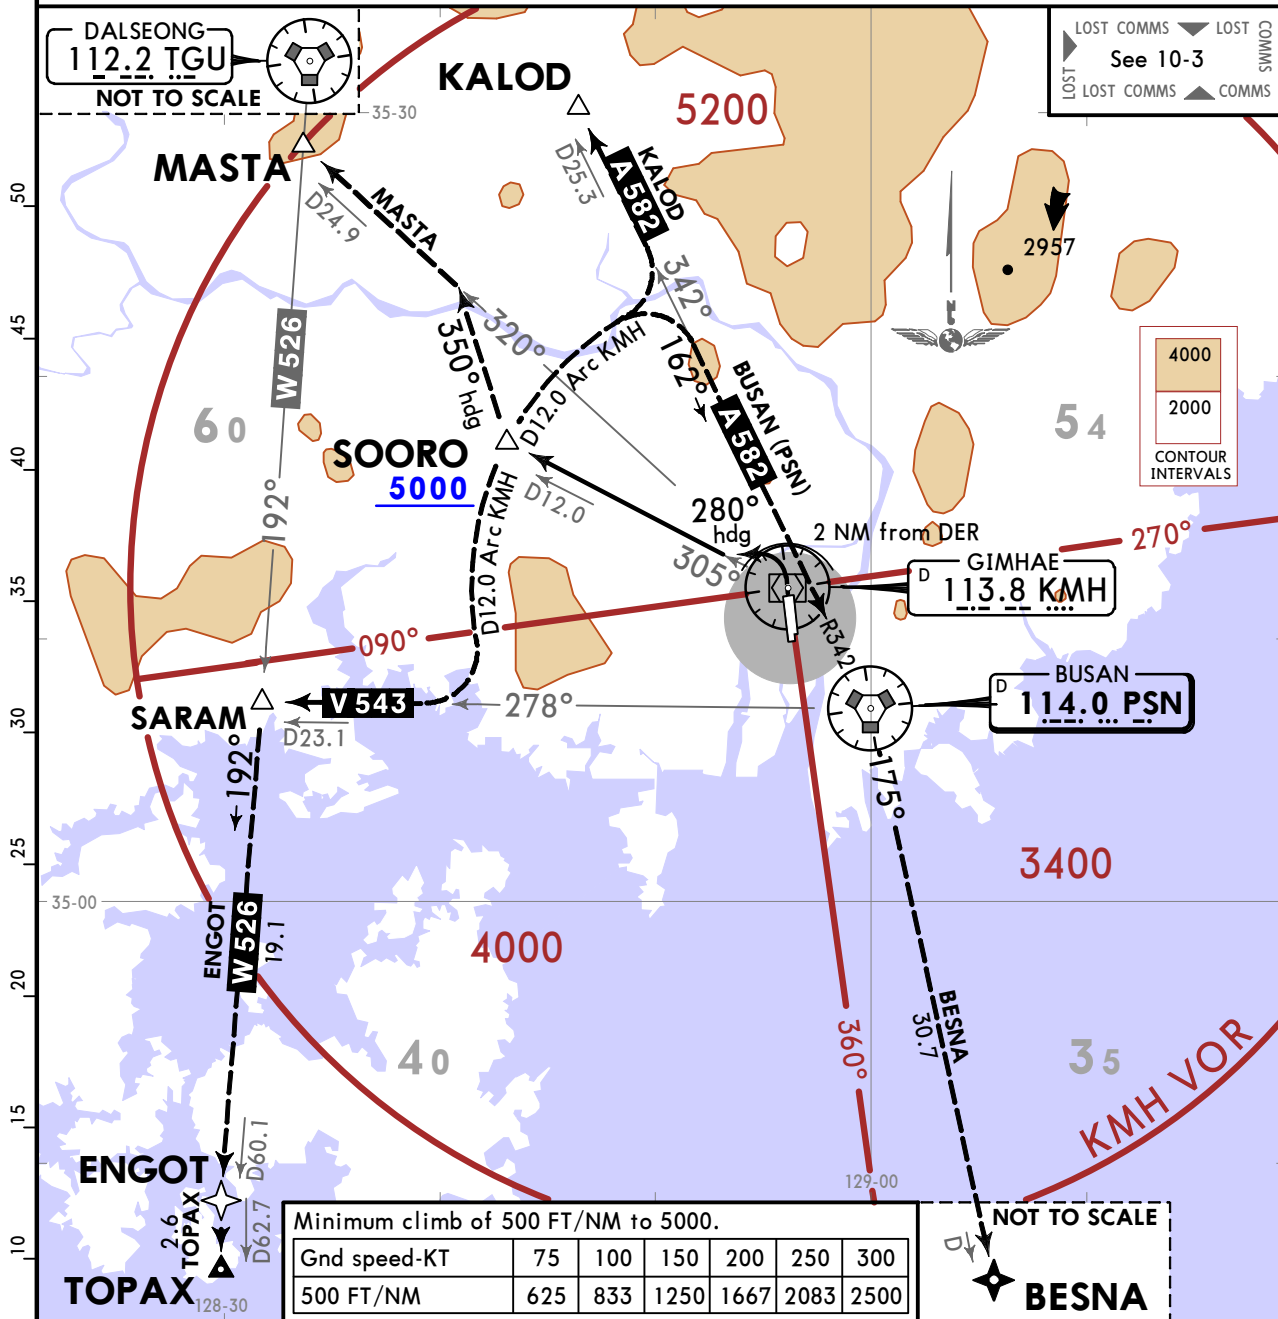 DALSEONG
112.2 TGU
NOT TO SCALE
LOST COMMS LOST COMMS
See 10-3
LOST LOST COMMS COMMS
KALOD
5200
35-30
MASTA
D25.3
KALOD
A 582
50
D24.9
MASTA
2957
342°
45
W 526
350° hdg
320°
D12.0 Arc KMH
162°
BUSAN (PSN)
A 582
4000
2000
CONTOUR
INTERVALS
60
54
SOORO
5000
40
D12.0
280°
hdg
2 NM from DER
270°
192°
D12.0 Arc KMH
305°
GIMHAE
D
113.8 KMH
35
090°
R342
BUSAN
D
114.0 PSN
SARAM
V 543
278°
30
D23.1
192°
175°
25
3400
35-00
ENGOT
W 526
19.1
4000
20
BESNA
30.7
360°
40
35
KMH VOR
15
D60.1
ENGOT
129-00
2.6
TOPAX
D62.7
NOT TO SCALE
D
10
TOPAX
128-30
BESNA
Minimum climb of 500 FT/NM to 5000.
Gnd speed-KT 75 100 150 200 250 300
500 FT/NM 625 833 1250 1667 2083 2500